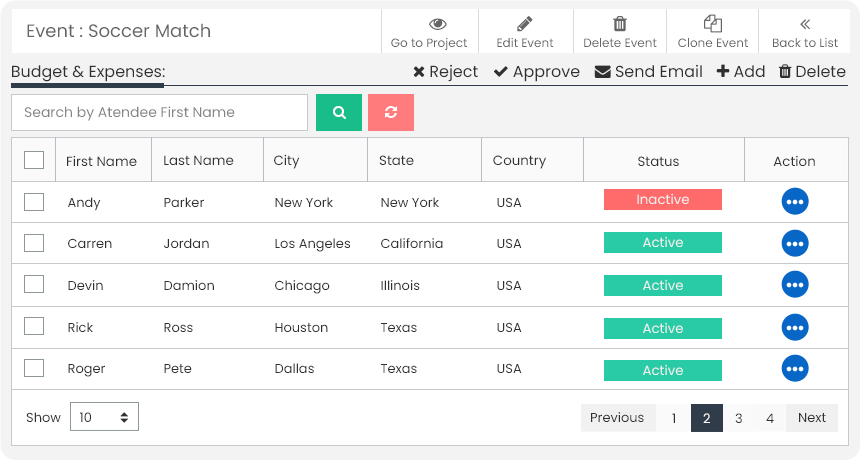 Event : Soccer Match
Go to Project
Edit Event
Delete Event
Clone Event
Back to List
Budget & Expenses:
Reject
Approve
Send Email
Add
Delete
Search by Atendee First Name
First Name Last Name City State Country Status Action
Andy Parker New York New York USA Inactive
Carren Jordan Los Angeles California USA Active
Devin Damion Chicago Illinois USA Active
Rick Ross Houston Texas USA Active
Roger Pete Dallas Texas USA Active
Show 10 Previous 1 2 3 4 Next